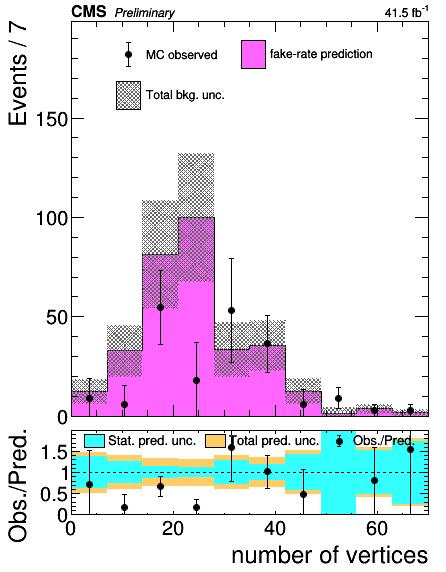 CMS Preliminary 41.5 fb⁻¹
Events / 7
MC observed
fake-rate prediction
Total bkg. unc.
150
100
50
0
Obs./Pred.
Stat. pred. unc.
Total pred. unc.
Obs./Pred.
1.5
1
0.5
0
0 20 40 60
number of vertices